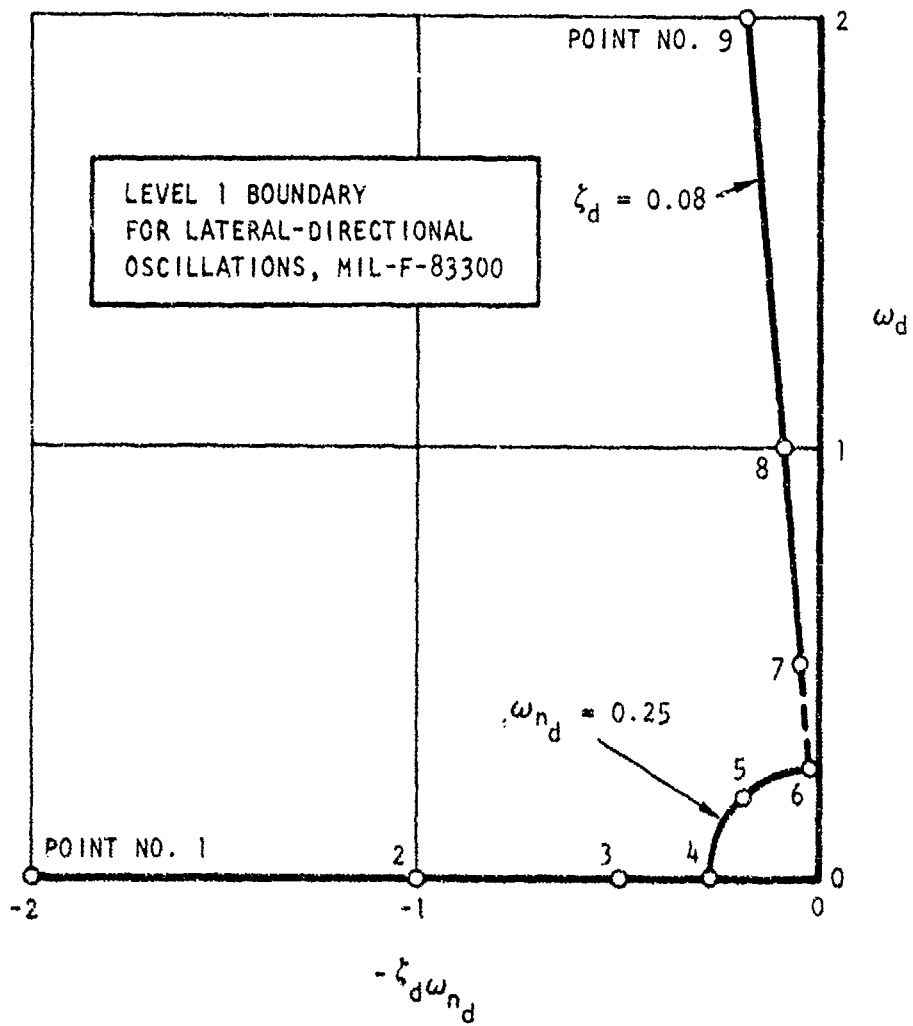 2
POINT NO. 9
LEVEL 1 BOUNDARY
FOR LATERAL-DIRECTIONAL
OSCILLATIONS, MIL-F-83300
ζd = 0.08
ωd
1
8
7
ωnd = 0.25
5
6
POINT NO. 1
2
3
4
0
-2
-1
0
-ζdωnd